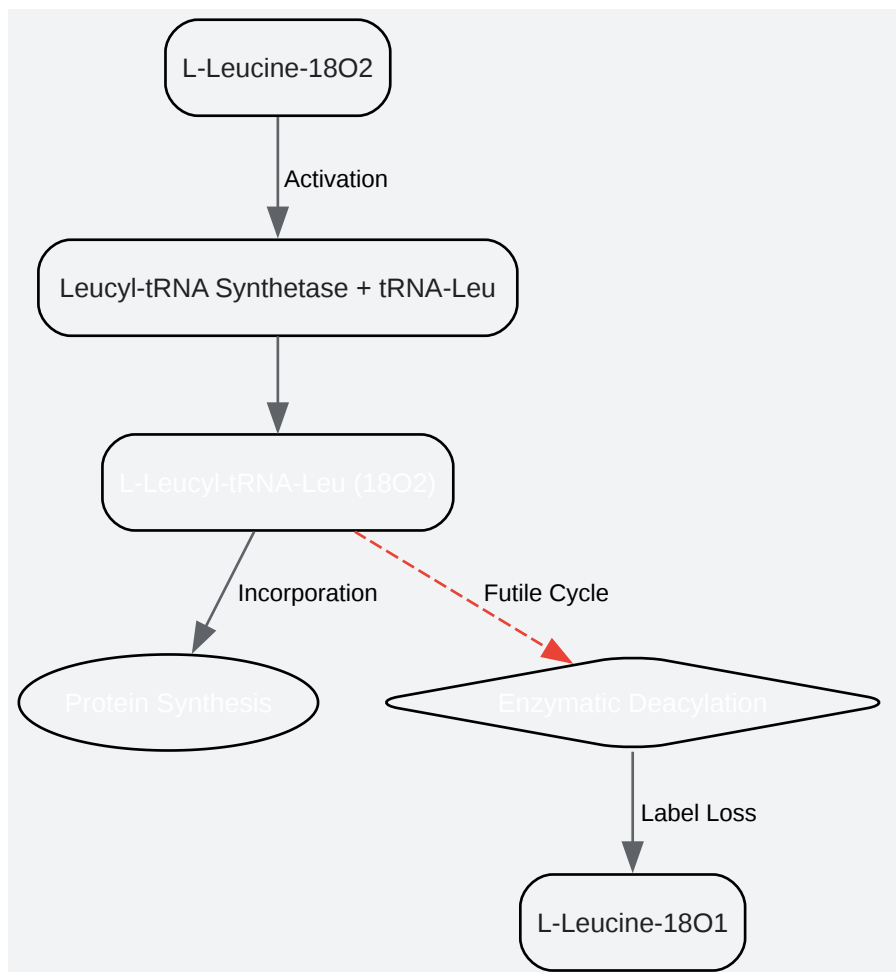 L-Leucine-18O2
Activation
Leucyl-tRNA Synthetase + tRNA-Leu
L-Leucyl-tRNA-Leu (18O2)
Incorporation
Futile Cycle
Protein Synthesis
Enzymatic Deacylation
Label Loss
L-Leucine-18O1